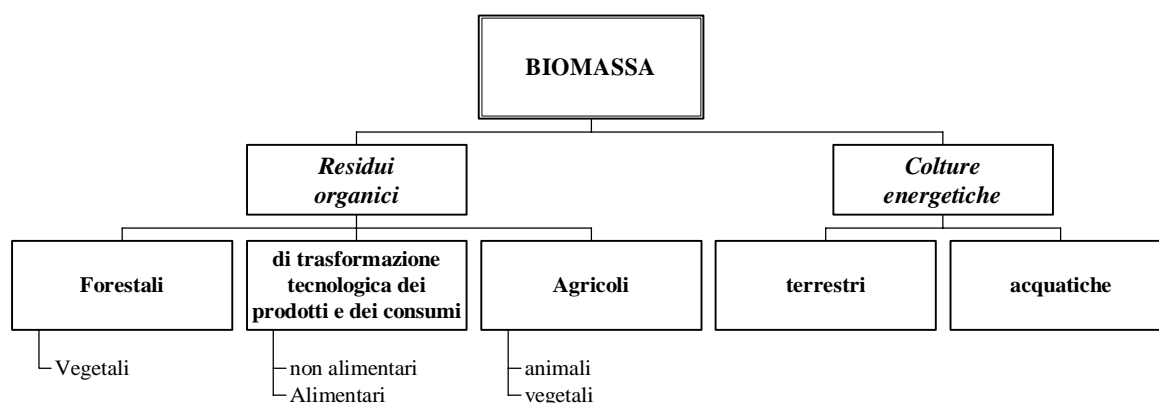 BIOMASSA
Residui
organici
Colture
energetiche
Forestali
di trasformazione
tecnologica dei
prodotti e dei consumi
Agricoli
terrestri
acquatiche
Vegetali
non alimentari
Alimentari
animali
vegetali